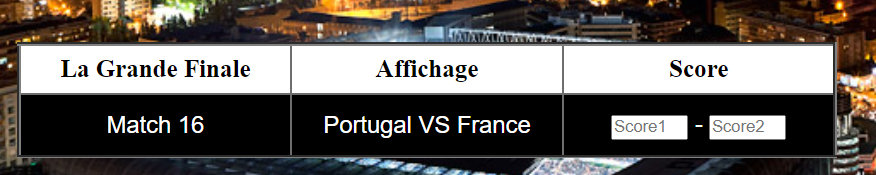 La Grande Finale Affichage Score
Match 16 Portugal VS France Score1 - Score2